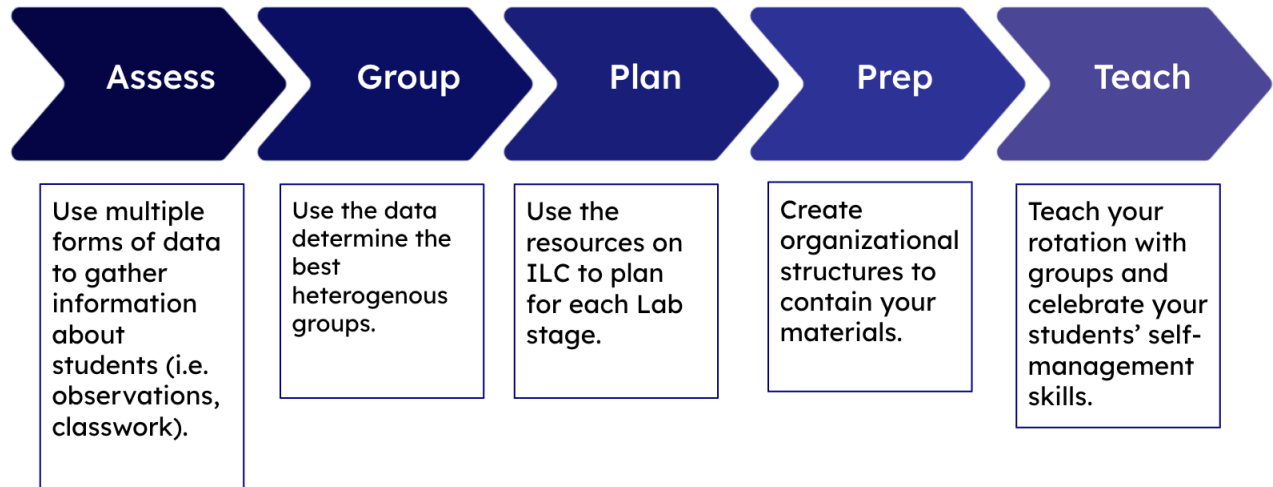 Assess
Group
Plan
Prep
Teach
Use multiple
forms of data
to gather
information
about
students (i.e.
observations,
classwork).
Use the data
determine the
best
heterogenous
groups.
Use the
resources on
ILC to plan
for each Lab
stage.
Create
organizational
structures to
contain your
materials.
Teach your
rotation with
groups and
celebrate your
students’ self-
management
skills.